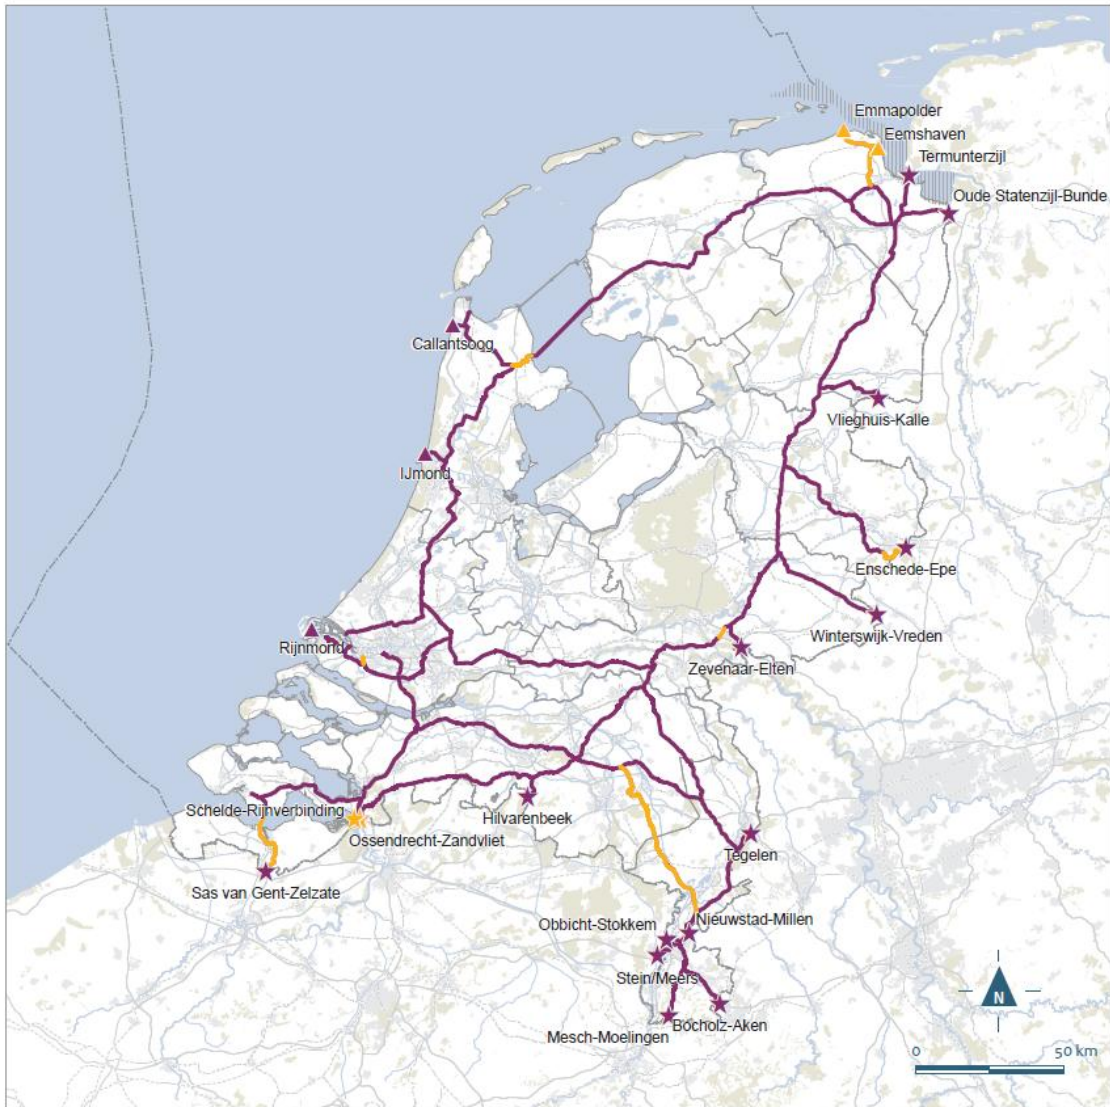 Emmapolder
Eemshaven
Termunterzijl
Oude Statenzijl-Bunde
Callantsoog
Vlieghuis-Kalle
IJmond
Enschede-Epe
Winterswijk-Vreden
Rijnmond
Zevenaar-Elten
Schelde-Rijnverbinding
Hilvarenbeek
Ossendrecht-Zandvliet
Tegelen
Sas van Gent-Zelzate
Nieuwstad-Millen
Obbicht-Stokkem
Stein/Meers
Bocholz-Aken
Mesch-Moelingen
N
0 50 km